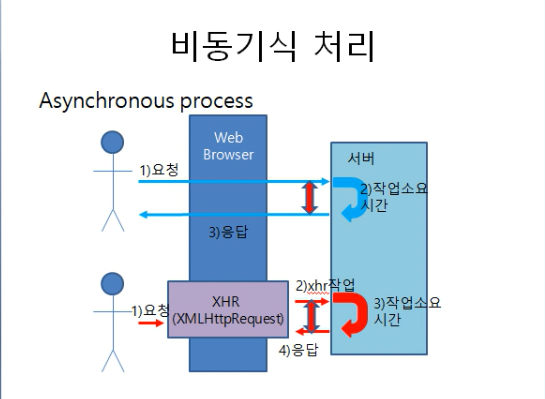 비동기식 처리
Asynchronous process
Web
Browser
서버
1)요청
2)작업소요
시간
3)응답
2)xhr작업
1)요청
XHR
(XMLHttpRequest)
3)작업소요
시간
4)응답